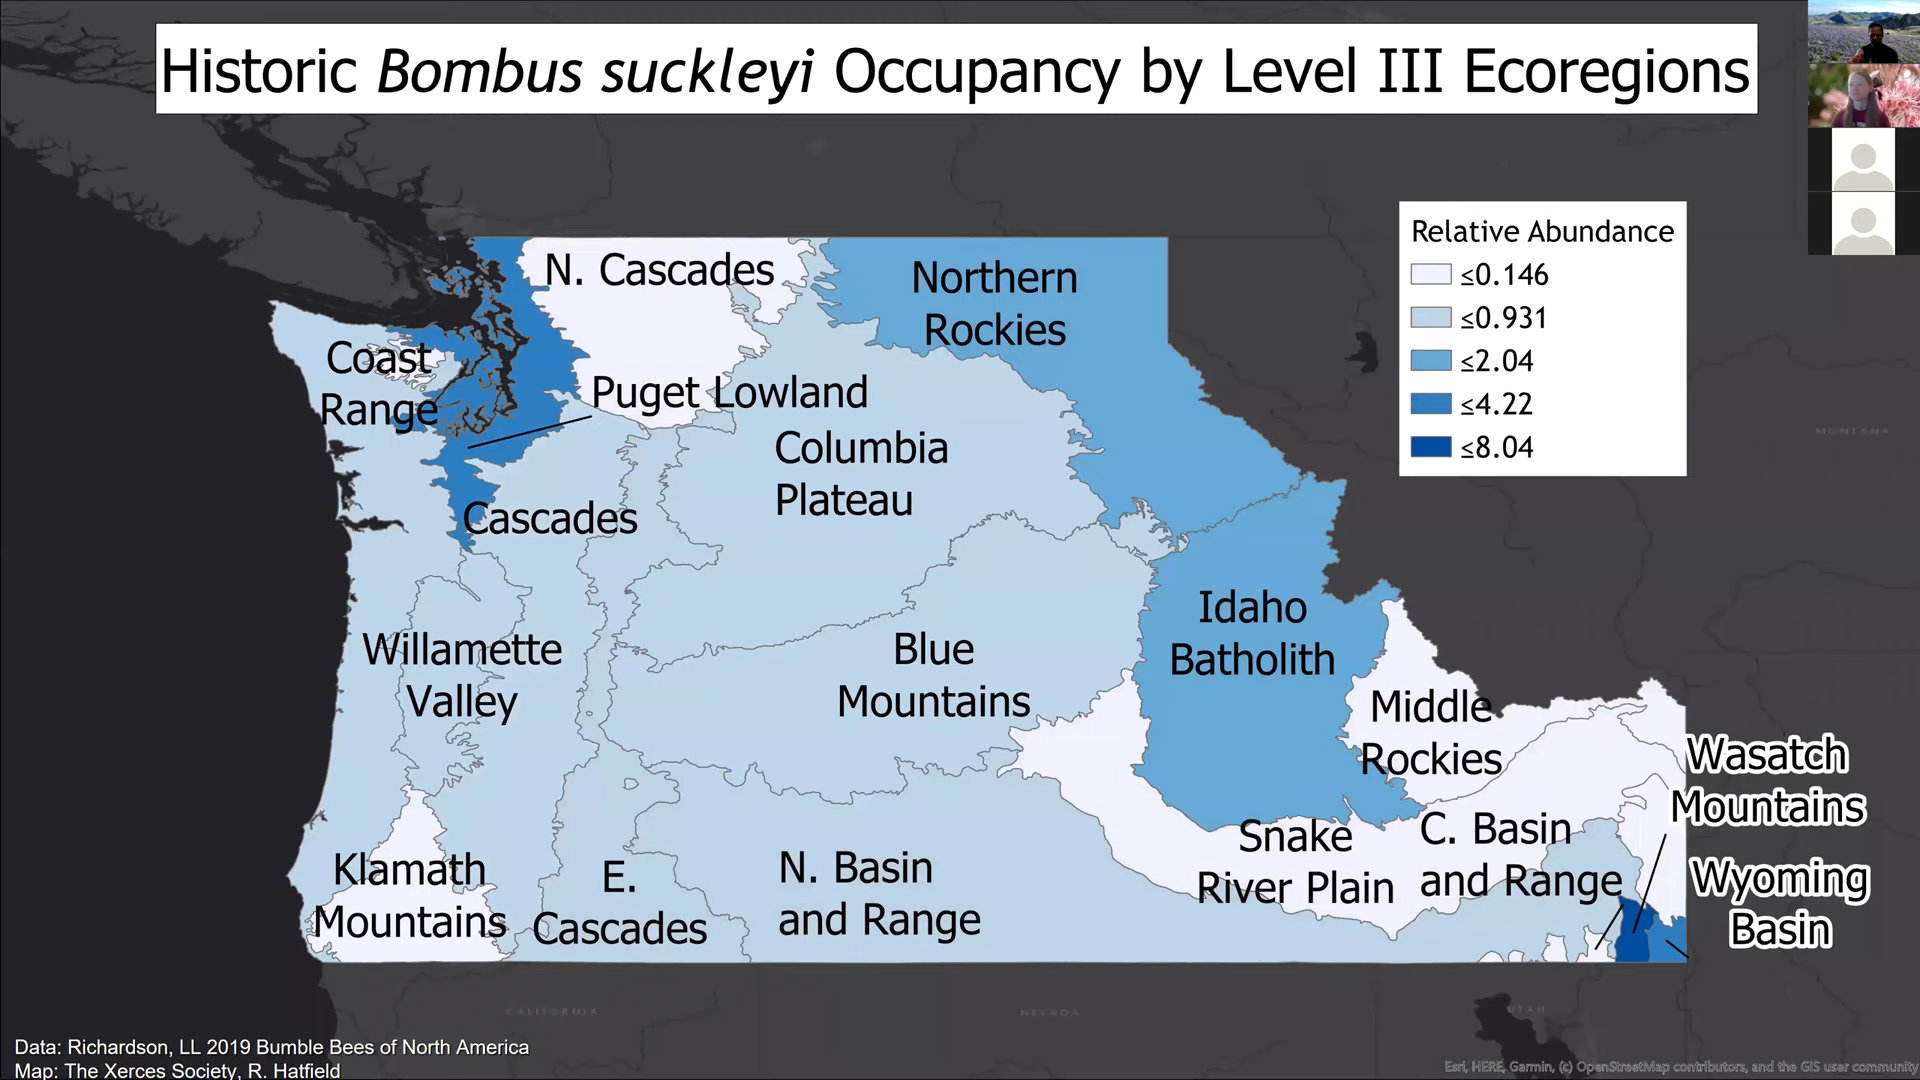 Historic Bombus suckleyi Occupancy by Level III Ecoregions
Relative Abundance
≤0.146
≤0.931
≤2.04
≤4.22
≤8.04
N. Cascades
Northern
Rockies
Coast
Range
Puget Lowland
Columbia
Plateau
Cascades
MONTANA
Idaho
Batholith
Willamette
Valley
Blue
Mountains
Middle
Rockies
Wasatch
Mountains
Snake
River Plain
C. Basin
and Range
Wyoming
Basin
Klamath
Mountains
E.
Cascades
N. Basin
and Range
CALIFORNIA
NEVADA
UTAH
Data: Richardson, LL 2019 Bumble Bees of North America
Map: The Xerces Society, R. Hatfield
Esri, HERE, Garmin, (c) OpenStreetMap contributors, and the GIS user community